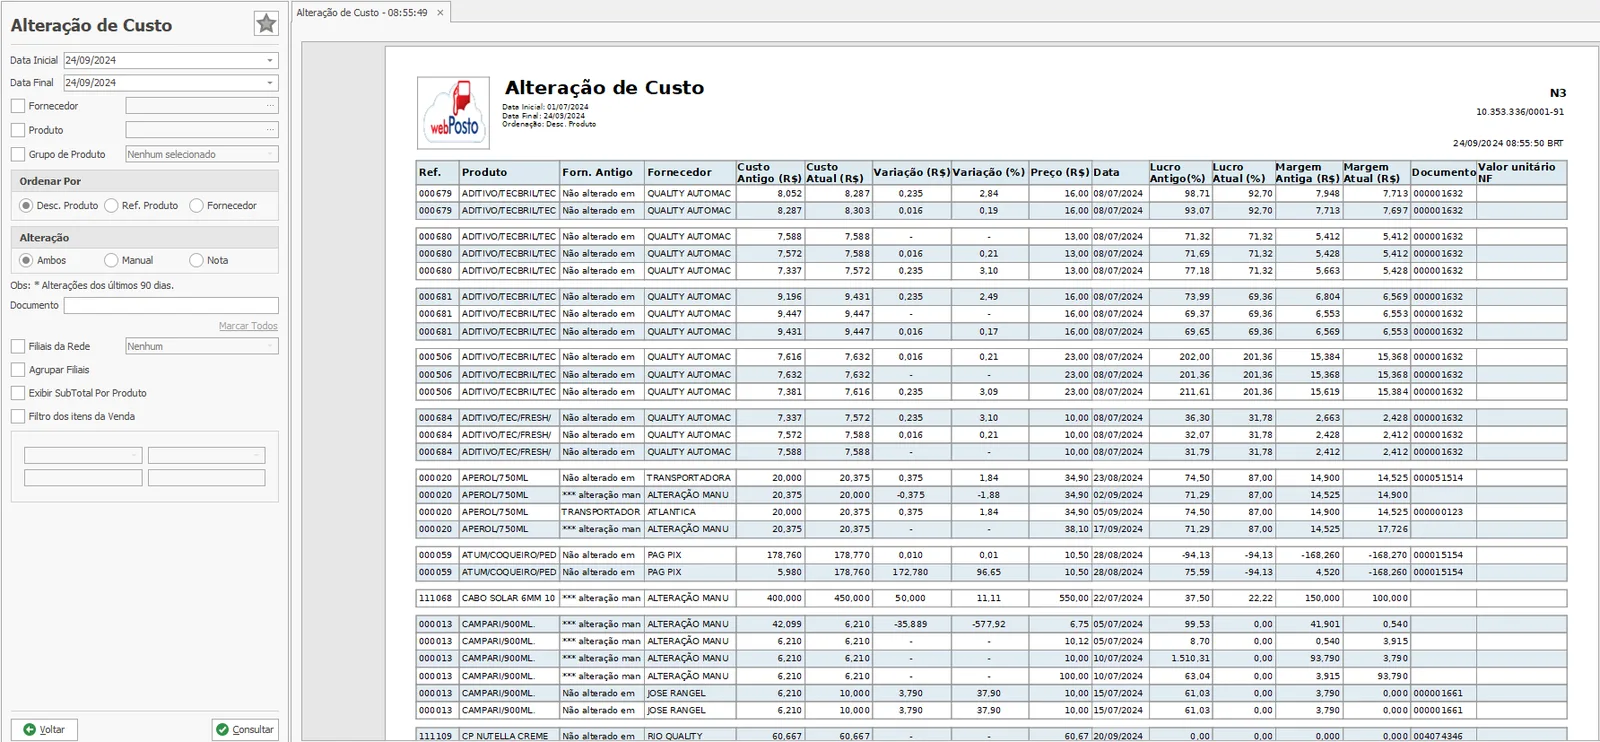 Alteração de Custo
Data Inicial 24/09/2024
Data Final 24/09/2024
Fornecedor
Produto
Grupo de Produto Nenhum selecionado
Ordenar Por
Desc. Produto Ref. Produto Fornecedor
Alteração
Ambos Manual Nota
Obs: * Alterações dos últimos 90 dias.
Documento
Marcar Todos
Filiais da Rede Nenhum
Agrupar Filiais
Exibir SubTotal Por Produto
Filtro dos itens da Venda
Voltar Consultar
Alteração de Custo - 08:55:49 ×
webPosto
Alteração de Custo
Data Inicial: 01/07/2024
Data Final: 24/09/2024
Ordenação: Desc. Produto
N3
10.353.336/0001-91
24/09/2024 08:55:50 BRT
Ref. Produto Forn. Antigo Fornecedor Custo Antigo (R$) Custo Atual (R$) Variação (R$) Variação (%) Preço (R$) Data Lucro Antigo(%) Lucro Atual (%) Margem Antiga (R$) Margem Atual (R$) Documento Valor unitário NF
000679 ADITIVO/TECBRIL/TEC Não alterado em QUALITY AUTOMAC 8,052 8,287 0,235 2,84 16,00 08/07/2024 98,71 92,70 7,948 7,713 000001632
000679 ADITIVO/TECBRIL/TEC Não alterado em QUALITY AUTOMAC 8,287 8,303 0,016 0,19 16,00 08/07/2024 93,07 92,70 7,713 7,697 000001632
000680 ADITIVO/TECBRIL/TEC Não alterado em QUALITY AUTOMAC 7,588 7,588 - - 13,00 08/07/2024 71,32 71,32 5,412 5,412 000001632
000680 ADITIVO/TECBRIL/TEC Não alterado em QUALITY AUTOMAC 7,572 7,588 0,016 0,21 13,00 08/07/2024 71,69 71,32 5,428 5,412 000001632
000680 ADITIVO/TECBRIL/TEC Não alterado em QUALITY AUTOMAC 7,337 7,572 0,235 3,10 13,00 08/07/2024 77,18 71,32 5,663 5,428 000001632
000681 ADITIVO/TECBRIL/TEC Não alterado em QUALITY AUTOMAC 9,196 9,431 0,235 2,49 16,00 08/07/2024 73,99 69,36 6,804 6,569 000001632
000681 ADITIVO/TECBRIL/TEC Não alterado em QUALITY AUTOMAC 9,447 9,447 - - 16,00 08/07/2024 69,37 69,36 6,553 6,553 000001632
000681 ADITIVO/TECBRIL/TEC Não alterado em QUALITY AUTOMAC 9,431 9,447 0,016 0,17 16,00 08/07/2024 69,65 69,36 6,569 6,553 000001632
000506 ADITIVO/TECBRIL/TEC Não alterado em QUALITY AUTOMAC 7,616 7,632 0,016 0,21 23,00 08/07/2024 202,00 201,36 15,384 15,368 000001632
000506 ADITIVO/TECBRIL/TEC Não alterado em QUALITY AUTOMAC 7,632 7,632 - - 23,00 08/07/2024 201,36 201,36 15,368 15,368 000001632
000506 ADITIVO/TECBRIL/TEC Não alterado em QUALITY AUTOMAC 7,381 7,616 0,235 3,09 23,00 08/07/2024 211,61 201,36 15,619 15,384 000001632
000684 ADITIVO/TEC/FRESH/ Não alterado em QUALITY AUTOMAC 7,337 7,572 0,235 3,10 10,00 08/07/2024 36,30 31,78 2,663 2,428 000001632
000684 ADITIVO/TEC/FRESH/ Não alterado em QUALITY AUTOMAC 7,572 7,588 0,016 0,21 10,00 08/07/2024 32,07 31,78 2,428 2,412 000001632
000684 ADITIVO/TEC/FRESH/ Não alterado em QUALITY AUTOMAC 7,588 7,588 - - 10,00 08/07/2024 31,79 31,78 2,412 2,412 000001632
000020 APEROL/750ML Não alterado em TRANSPORTADORA 20,000 20,375 0,375 1,84 34,90 23/08/2024 74,50 87,00 14,900 14,525 000051514
000020 APEROL/750ML *** alteração man ALTERAÇÃO MANU 20,375 20,000 -0,375 -1,88 34,90 02/09/2024 71,29 87,00 14,525 14,900
000020 APEROL/750ML TRANSPORTADOR ATLANTICA 20,000 20,375 0,375 1,84 34,90 05/09/2024 74,50 87,00 14,900 14,525 000000123
000020 APEROL/750ML *** alteração man ALTERAÇÃO MANU 20,375 20,375 - - 38,10 17/09/2024 71,29 87,00 14,525 17,726
000059 ATUM/COQUEIRO/PED Não alterado em PAG PIX 178,760 178,770 0,010 0,01 10,50 28/08/2024 -94,13 -94,13 -168,260 -168,270 000015154
000059 ATUM/COQUEIRO/PED Não alterado em PAG PIX 5,980 178,760 172,780 96,65 10,50 28/08/2024 75,59 -94,13 4,520 -168,260 000015154
111068 CABO SOLAR 6MM 10 *** alteração man ALTERAÇÃO MANU 400,000 450,000 50,000 11,11 550,00 22/07/2024 37,50 22,22 150,000 100,000
000013 CAMPARI/900ML. *** alteração man ALTERAÇÃO MANU 42,099 6,210 -35,889 -577,92 6,75 05/07/2024 99,53 0,00 41,901 0,540
000013 CAMPARI/900ML. *** alteração man ALTERAÇÃO MANU 6,210 6,210 - - 10,12 05/07/2024 8,70 0,00 0,540 3,915
000013 CAMPARI/900ML. *** alteração man ALTERAÇÃO MANU 6,210 6,210 - - 10,00 10/07/2024 1.510,31 0,00 93,790 3,790
000013 CAMPARI/900ML. *** alteração man ALTERAÇÃO MANU 6,210 6,210 - - 100,00 10/07/2024 63,04 0,00 3,915 93,790
000013 CAMPARI/900ML. Não alterado em JOSE RANGEL 6,210 10,000 3,790 37,90 10,00 15/07/2024 61,03 0,00 3,790 0,000 000001661
000013 CAMPARI/900ML. Não alterado em JOSE RANGEL 6,210 10,000 3,790 37,90 10,00 15/07/2024 61,03 0,00 3,790 0,000 000001661
111109 CP NUTELLA CREME Não alterado em RIO QUALITY 60,667 60,667 - - 60,67 20/09/2024 0,00 0,00 0,000 0,000 004074346